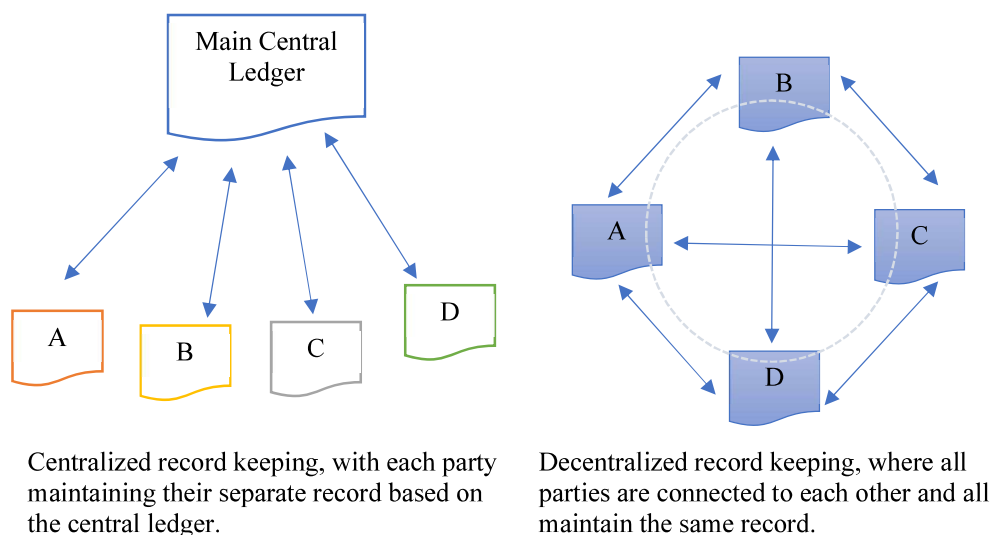 Main Central
Ledger
A
B
C
D
Centralized record keeping, with each party
maintaining their separate record based on
the central ledger.
B
A
C
D
Decentralized record keeping, where all
parties are connected to each other and all
maintain the same record.